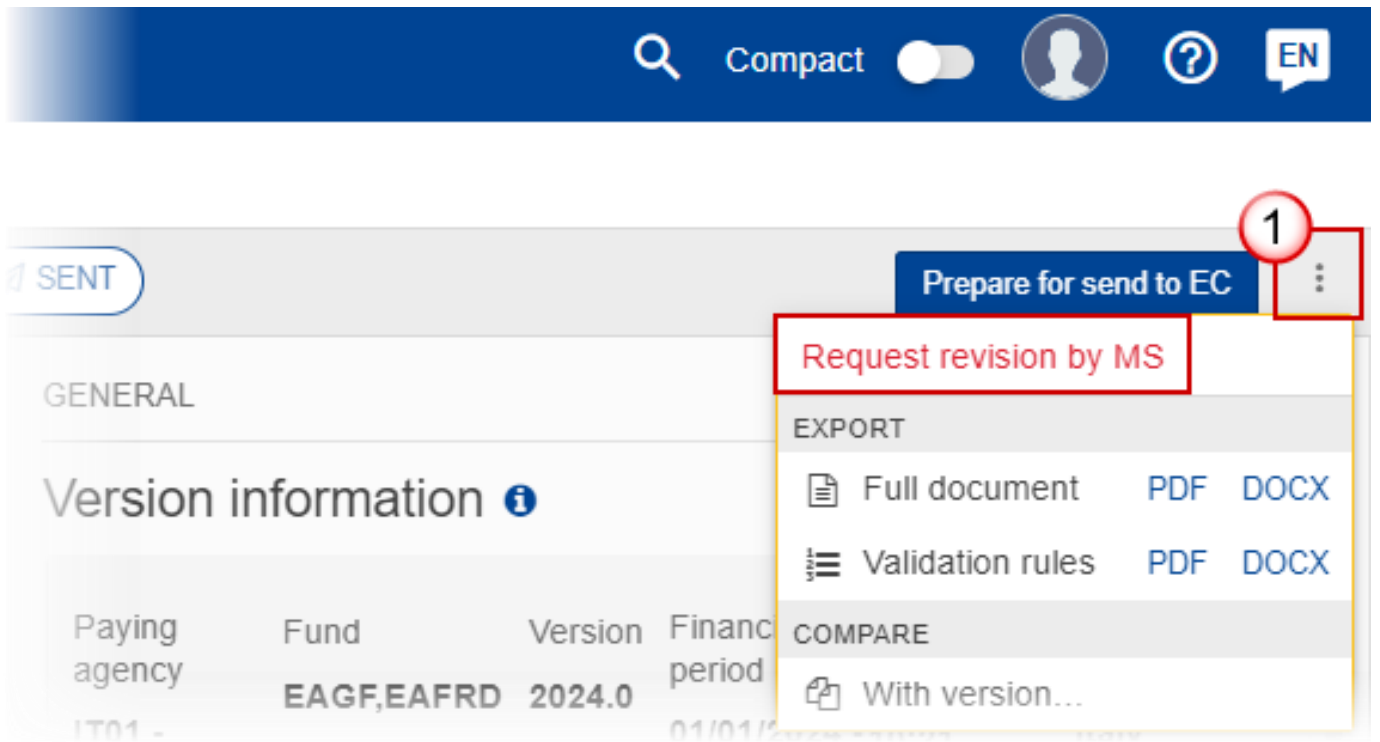 Compact EN
1
SENT Prepare for send to EC
Request revision by MS
GENERAL
EXPORT
Version information
Full document PDF DOCX
Validation rules PDF DOCX
Paying agency
Fund
EAGF,EAFRD
Version
2024.0
period
COMPARE
With version...
IT01 -